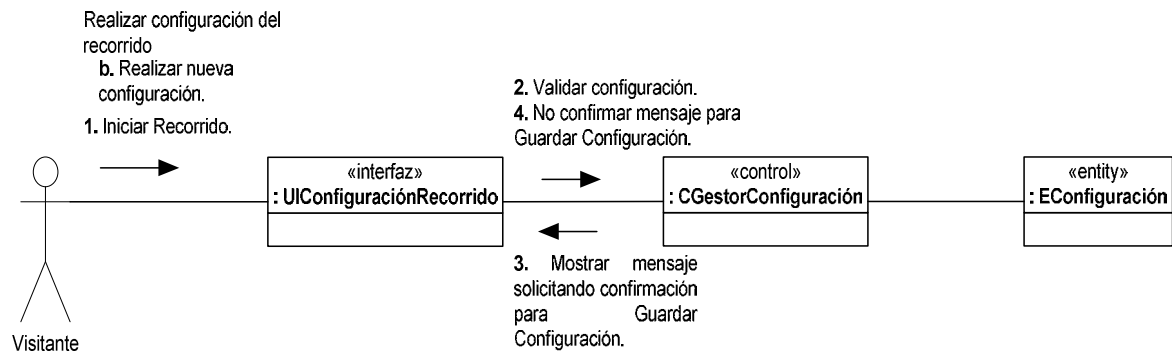 Realizar configuración del
recorrido
b. Realizar nueva
configuración.
1. Iniciar Recorrido.
2. Validar configuración.
4. No confirmar mensaje para
Guardar Configuración.
«interfaz»
: UIConfiguraciónRecorrido
«control»
: CGestorConfiguración
«entity»
: EConfiguración
3. Mostrar mensaje
solicitando confirmación
para Guardar
Configuración.
Visitante